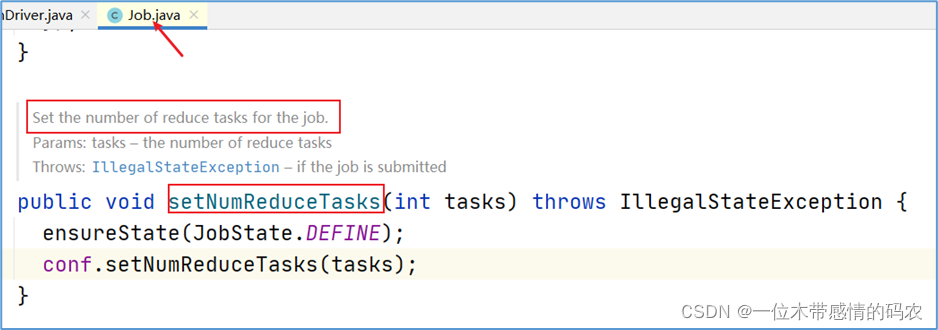 nDriver.java × Job.java ×
}
Set the number of reduce tasks for the job.
Params: tasks – the number of reduce tasks
Throws: IllegalStateException – if the job is submitted
public void setNumReduceTasks(int tasks) throws IllegalStateException {
ensureState(JobState.DEFINE);
conf.setNumReduceTasks(tasks);
}
CSDN @一位木带感情的码农